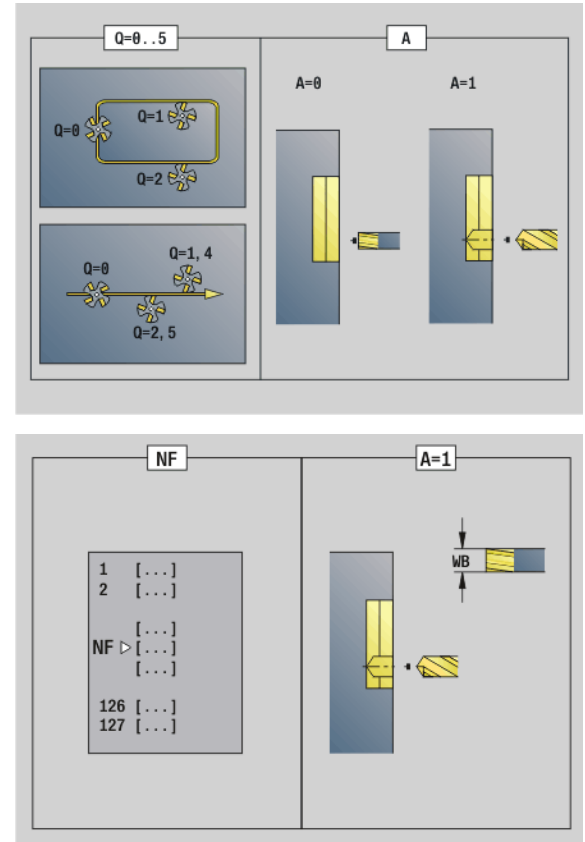 Q=0..5
Q=0
Q=1
Q=2
Q=0
Q=1,4
Q=2,5
A
A=0
A=1
NF
1 [...]
2 [...]
[...]
NF [...]
[...]
126 [...]
127 [...]
A=1
WB